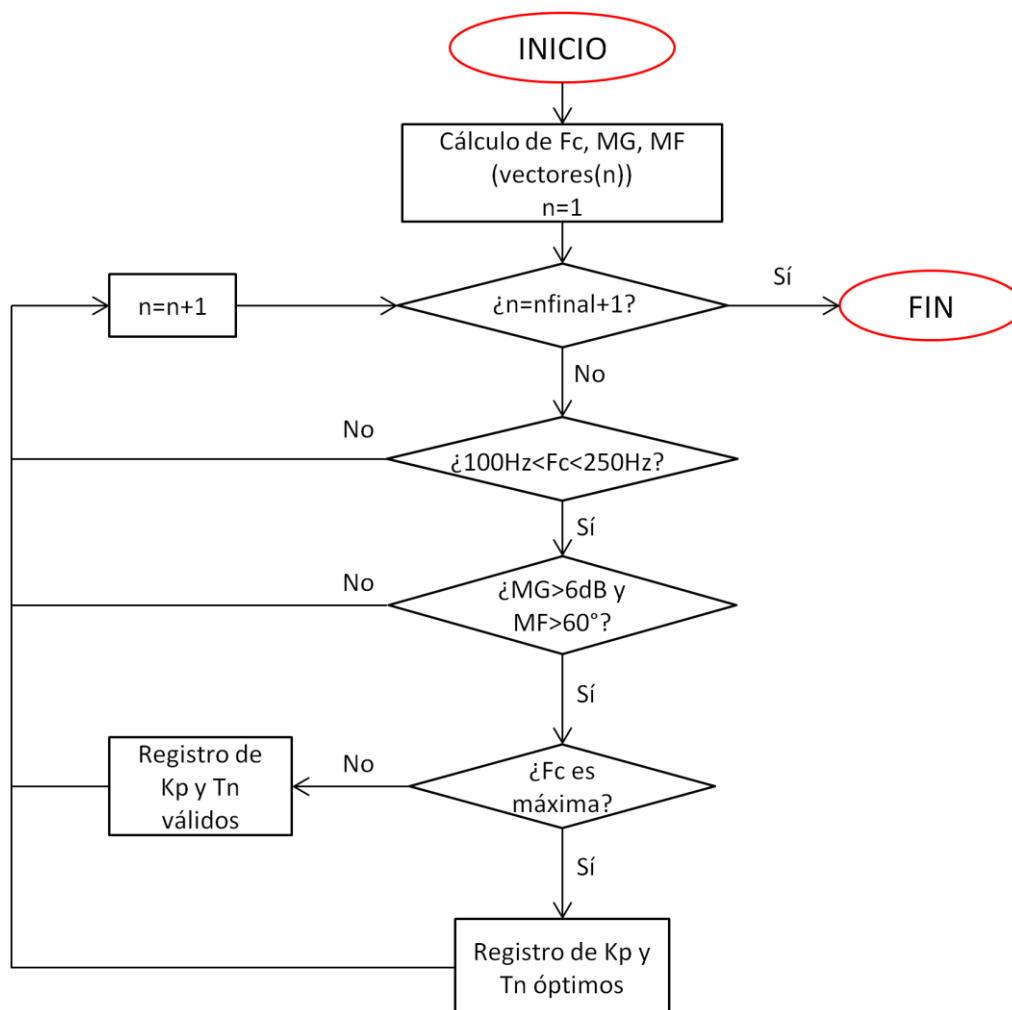 INICIO
Cálculo de Fc, MG, MF
(vectores(n))
n=1
n=n+1
¿n=nfinal+1?
Sí
FIN
No
No
¿100Hz<Fc<250Hz?
Sí
No
¿MG>6dB y
MF>60°?
Sí
Registro de
Kp y Tn
válidos
No
¿Fc es
máxima?
Sí
Registro de Kp y
Tn óptimos